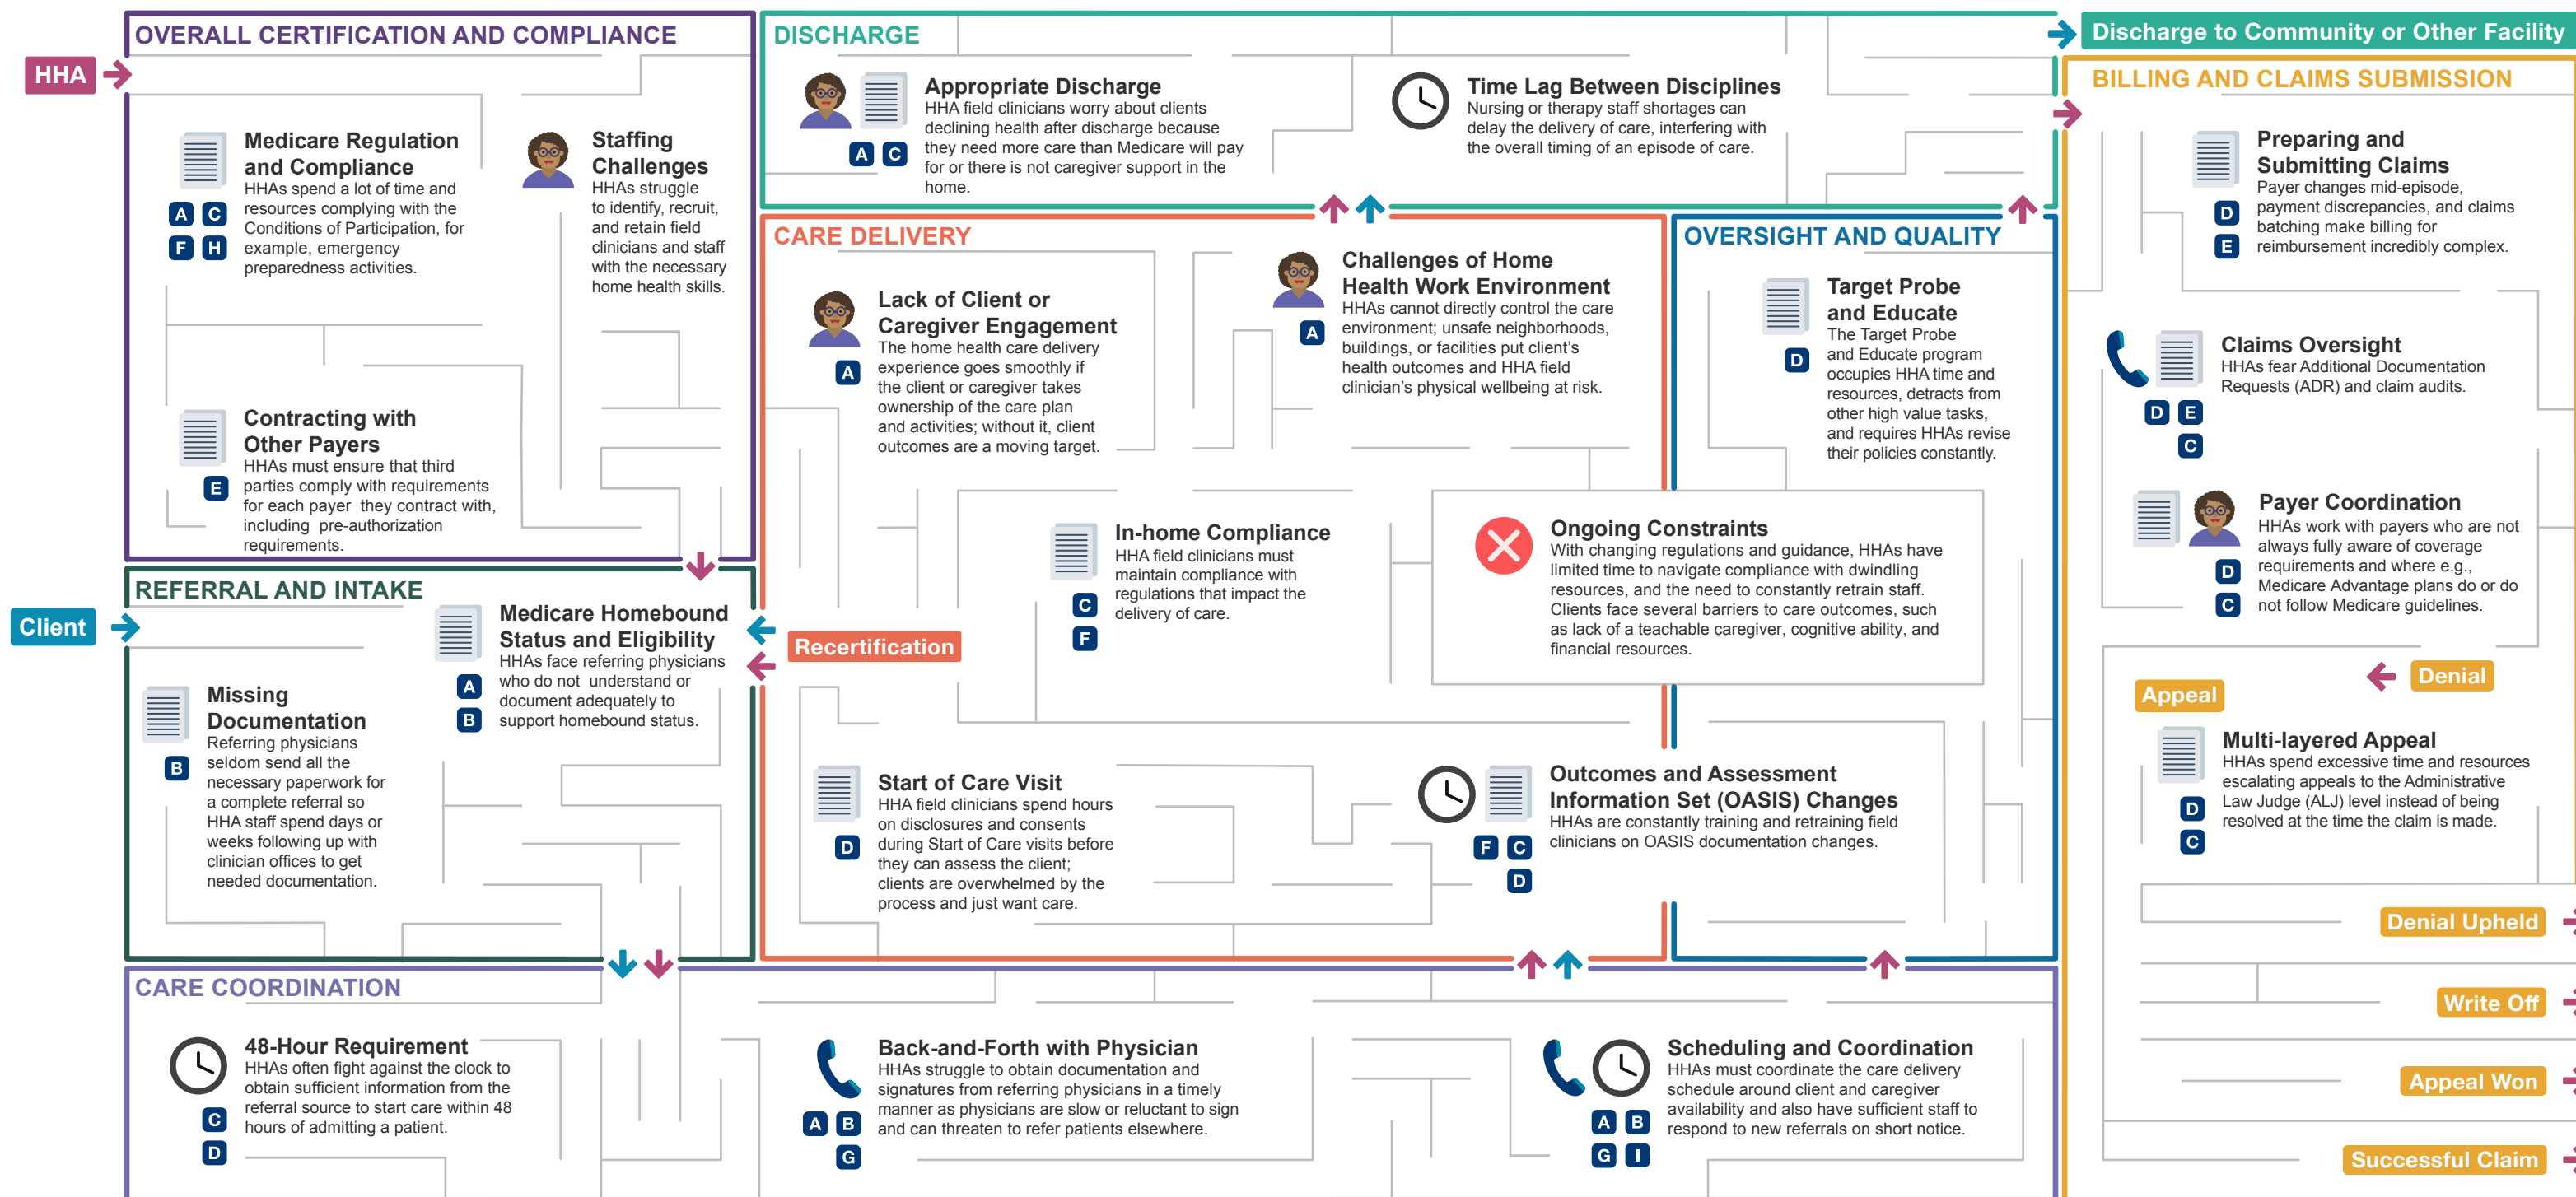 HHA
OVERALL CERTIFICATION AND COMPLIANCE
Medicare Regulation
and Compliance
HHAs spend a lot of time and
resources complying with the
Conditions of Participation, for
example, emergency
preparedness activities.
A C
F H
Staffing
Challenges
HHAs struggle
to identify, recruit,
and retain field
clinicians and staff
with the necessary
home health skills.
Contracting with
Other Payers
HHAs must ensure that third
parties comply with requirements
for each payer they contract with,
including pre-authorization
requirements.
E
DISCHARGE
Appropriate Discharge
HHA field clinicians worry about clients
declining health after discharge because
they need more care than Medicare will pay
for or there is not caregiver support in the
home.
A C
Time Lag Between Disciplines
Nursing or therapy staff shortages can
delay the delivery of care, interfering with
the overall timing of an episode of care.
Discharge to Community or Other Facility
Client
REFERRAL AND INTAKE
Medicare Homebound
Status and Eligibility
HHAs face referring physicians
who do not understand or
document adequately to
support homebound status.
A
B
Missing
Documentation
Referring physicians
seldom send all the
necessary paperwork for
a complete referral so
HHA staff spend days or
weeks following up with
clinician offices to get
needed documentation.
B
CARE DELIVERY
Lack of Client or
Caregiver Engagement
The home health care delivery
experience goes smoothly if
the client or caregiver takes
ownership of the care plan
and activities; without it, client
outcomes are a moving target.
A
Challenges of Home
Health Work Environment
HHAs cannot directly control the care
environment; unsafe neighborhoods,
buildings, or facilities put client's
health outcomes and HHA field
clinician's physical wellbeing at risk.
A
In-home Compliance
HHA field clinicians must
maintain compliance with
regulations that impact the
delivery of care.
C
F
Recertification
Start of Care Visit
HHA field clinicians spend hours
on disclosures and consents
during Start of Care visits before
they can assess the client;
clients are overwhelmed by the
process and just want care.
D
OVERSIGHT AND QUALITY
Target Probe
and Educate
The Target Probe
and Educate program
occupies HHA time and
resources, detracts from
other high value tasks,
and requires HHAs revise
their policies constantly.
D
Ongoing Constraints
With changing regulations and guidance, HHAs have
limited time to navigate compliance with dwindling
resources, and the need to constantly retrain staff.
Clients face several barriers to care outcomes, such
as lack of a teachable caregiver, cognitive ability, and
financial resources.
Outcomes and Assessment
Information Set (OASIS) Changes
HHAs are constantly training and retraining field
clinicians on OASIS documentation changes.
F C
D
CARE COORDINATION
48-Hour Requirement
HHAs often fight against the clock to
obtain sufficient information from the
referral source to start care within 48
hours of admitting a patient.
C
D
Back-and-Forth with Physician
HHAs struggle to obtain documentation and
signatures from referring physicians in a timely
manner as physicians are slow or reluctant to sign
and can threaten to refer patients elsewhere.
A B
G
Scheduling and Coordination
HHAs must coordinate the care delivery
schedule around client and caregiver
availability and also have sufficient staff to
respond to new referrals on short notice.
A B
G I
BILLING AND CLAIMS SUBMISSION
Preparing and
Submitting Claims
Payer changes mid-episode,
payment discrepancies, and claims
batching make billing for
reimbursement incredibly complex.
D
E
Claims Oversight
HHAs fear Additional Documentation
Requests (ADR) and claim audits.
D E
C
Payer Coordination
HHAs work with payers who are not
always fully aware of coverage
requirements and where e.g.,
Medicare Advantage plans do or do
not follow Medicare guidelines.
D
C
Denial
Appeal
Multi-layered Appeal
HHAs spend excessive time and resources
escalating appeals to the Administrative
Law Judge (ALJ) level instead of being
resolved at the time the claim is made.
D
C
Denial Upheld
Write Off
Appeal Won
Successful Claim